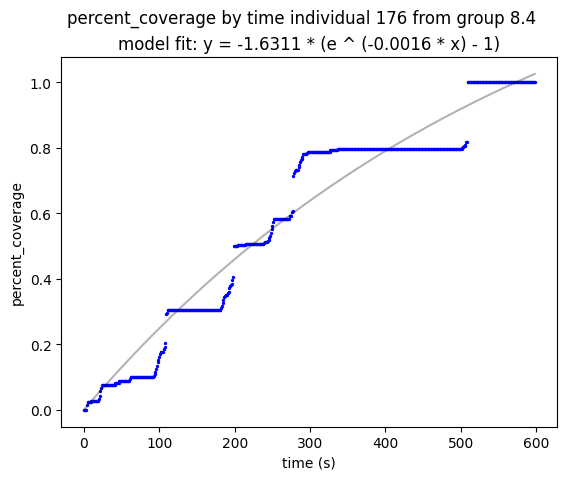 percent_coverage by time individual 176 from group 8.4
model fit: y = -1.6311 * (e ^ (-0.0016 * x) - 1)
percent_coverage
1.0
0.8
0.6
0.4
0.2
0.0
0 100 200 300 400 500 600
time (s)